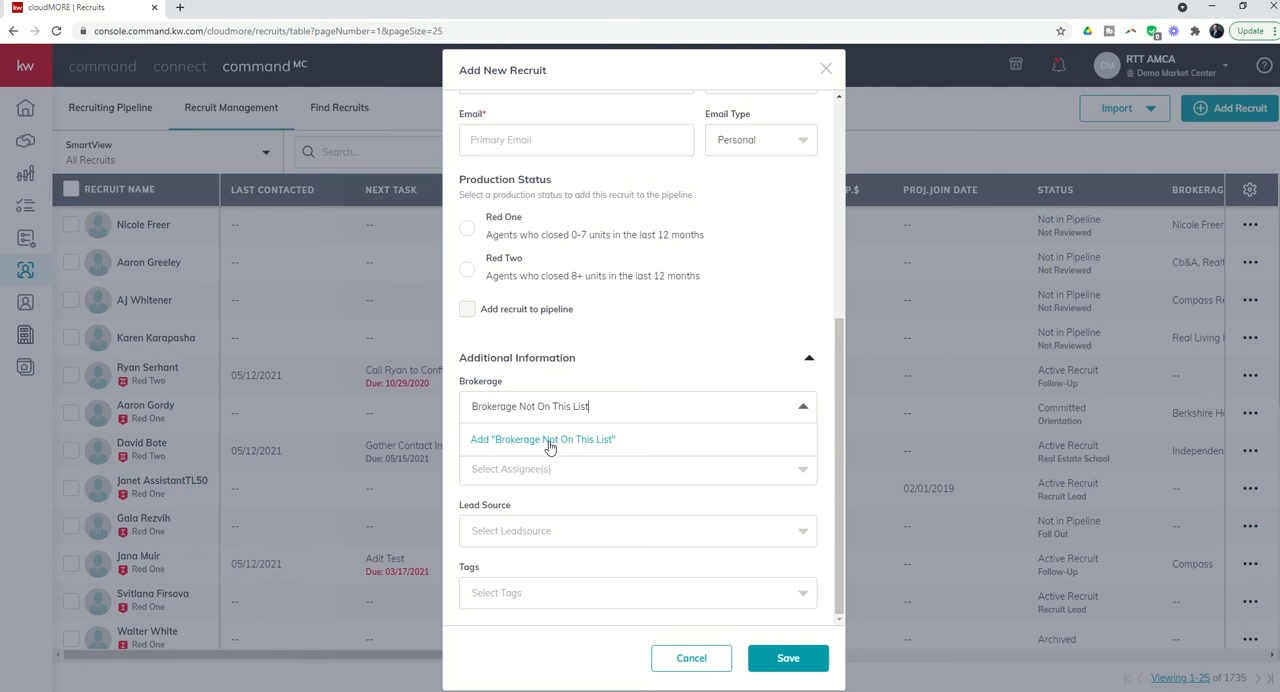 cloudMORE | Recruits
console.command.kw.com/cloudmore/recruits/table?pageNumber=1&pageSize=25
Update
kw
command
connect
command MC
DM
RTT AMCA
Demo Market Center
Recruiting Pipeline
Recruit Management
Find Recruits
Import
Add Recruit
SmartView
All Recruits
Search...
RECRUIT NAME
LAST CONTACTED
NEXT TASK
P.$
PROJ.JOIN DATE
STATUS
BROKERAG
Nicole Freer
--
--
--
Not in Pipeline
Not Reviewed
Nicole Freer
Aaron Greeley
--
--
--
Not in Pipeline
Not Reviewed
Cb&A, Realt
AJ Whitener
--
--
--
Not in Pipeline
Not Reviewed
Compass Re
Karen Karapasha
--
--
--
Not in Pipeline
Not Reviewed
Real Living
Ryan Serhant
Red Two
05/12/2021
Call Ryan to Conf
Due: 10/29/2020
--
Active Recruit
Follow-Up
--
Aaron Gordy
Red One
--
--
--
Committed
Orientation
Berkshire Ha
David Bote
Red Two
05/12/2021
Gather Contact In
Due: 05/15/2021
--
Active Recruit
Real Estate School
Independen
Janet AssistantTL50
Red One
--
--
02/01/2019
Active Recruit
Recruit Lead
--
Gala Rezvih
Red One
--
--
--
Not in Pipeline
Fall Out
--
Jana Muir
Red One
05/12/2021
Adit Test
Due: 03/17/2021
--
Active Recruit
Follow-Up
Compass
Svitlana Firsova
Red One
--
--
--
Active Recruit
Recruit Lead
--
Walter White
Red One
--
--
--
Archived
--
Viewing 1-25 of 1735
Add New Recruit
Email*
Email Type
Primary Email
Personal
Production Status
Select a production status to add this recruit to the pipeline
Red One
Agents who closed 0-7 units in the last 12 months
Red Two
Agents who closed 8+ units in the last 12 months
Add recruit to pipeline
Additional Information
Brokerage
Brokerage Not On This List
Add "Brokerage Not On This List"
Select Assignee(s)
Lead Source
Select Leadsource
Tags
Select Tags
Cancel
Save